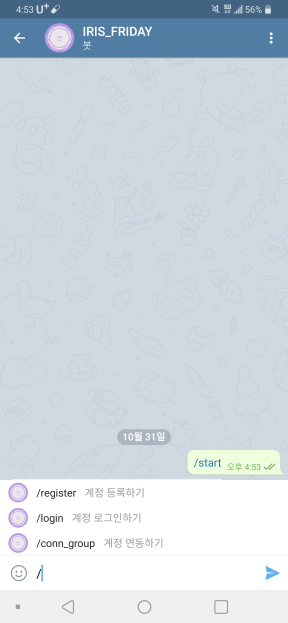 4:53 U+ 56%
IRIS_FRIDAY
봇
10월 31일
/start 오후 4:53
/register 계정 등록하기
/login 계정 로그인하기
/conn_group 계정 연동하기
/